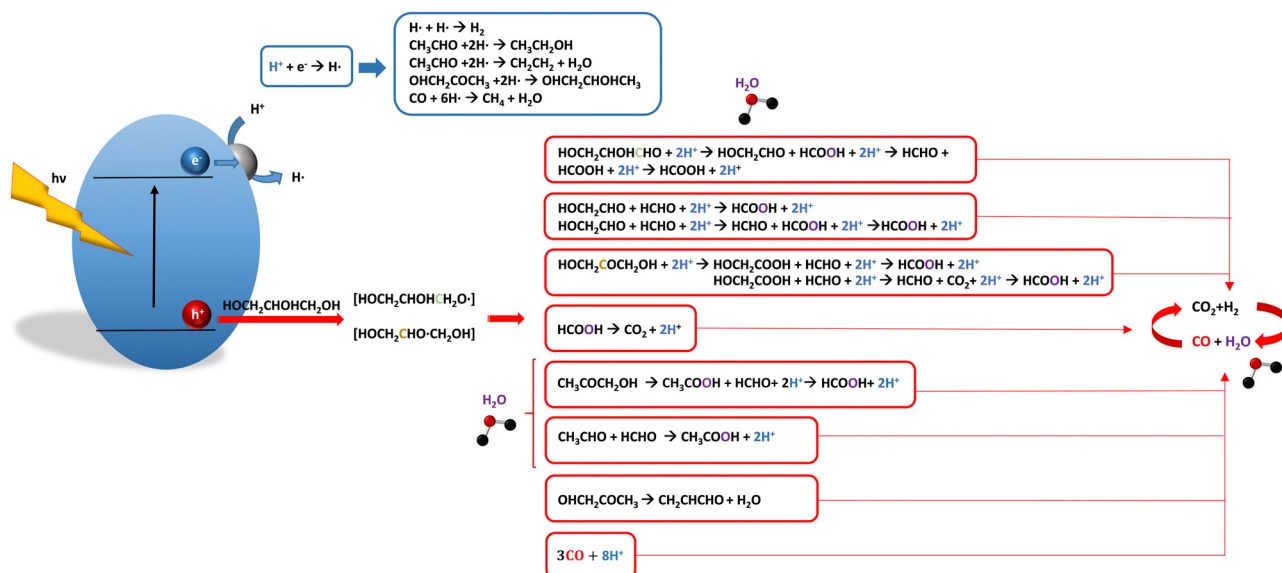 H· + H· → H₂
CH₃CHO +2H· → CH₃CH₂OH
CH₃CHO +2H· → CH₂CH₂ + H₂O
OHCH₂COCH₃ +2H· → OHCH₂CHOHCH₃
CO + 6H· → CH₄ + H₂O
H⁺ + e⁻ → H·
H⁺
e⁻
H·
hν
h⁺
HOCH₂CHOHCH₂OH
[HOCH₂CHOHCH₂O·]
[HOCH₂CHO·CH₂OH]
H₂O
HOCH₂CHOHCHO + 2H⁺ → HOCH₂CHO + HCOOH + 2H⁺ → HCHO +
HCOOH + 2H⁺ → HCOOH + 2H⁺
HOCH₂CHO + HCHO + 2H⁺ → HCOOH + 2H⁺
HOCH₂CHO + HCHO + 2H⁺ → HCHO + HCOOH + 2H⁺ →HCOOH + 2H⁺
HOCH₂COCH₂OH + 2H⁺ → HOCH₂COOH + HCHO + 2H⁺ → HCOOH + 2H⁺
HOCH₂COOH + HCHO + 2H⁺ → HCHO + CO₂+ 2H⁺ → HCOOH + 2H⁺
HCOOH → CO₂ + 2H⁺
H₂O
CH₃COCH₂OH → CH₃COOH + HCHO+ 2H⁺→ HCOOH+ 2H⁺
CH₃CHO + HCHO → CH₃COOH + 2H⁺
OHCH₂COCH₃→ CH₂CHCHO + H₂O
3CO + 8H⁺
CO₂+H₂
CO + H₂O